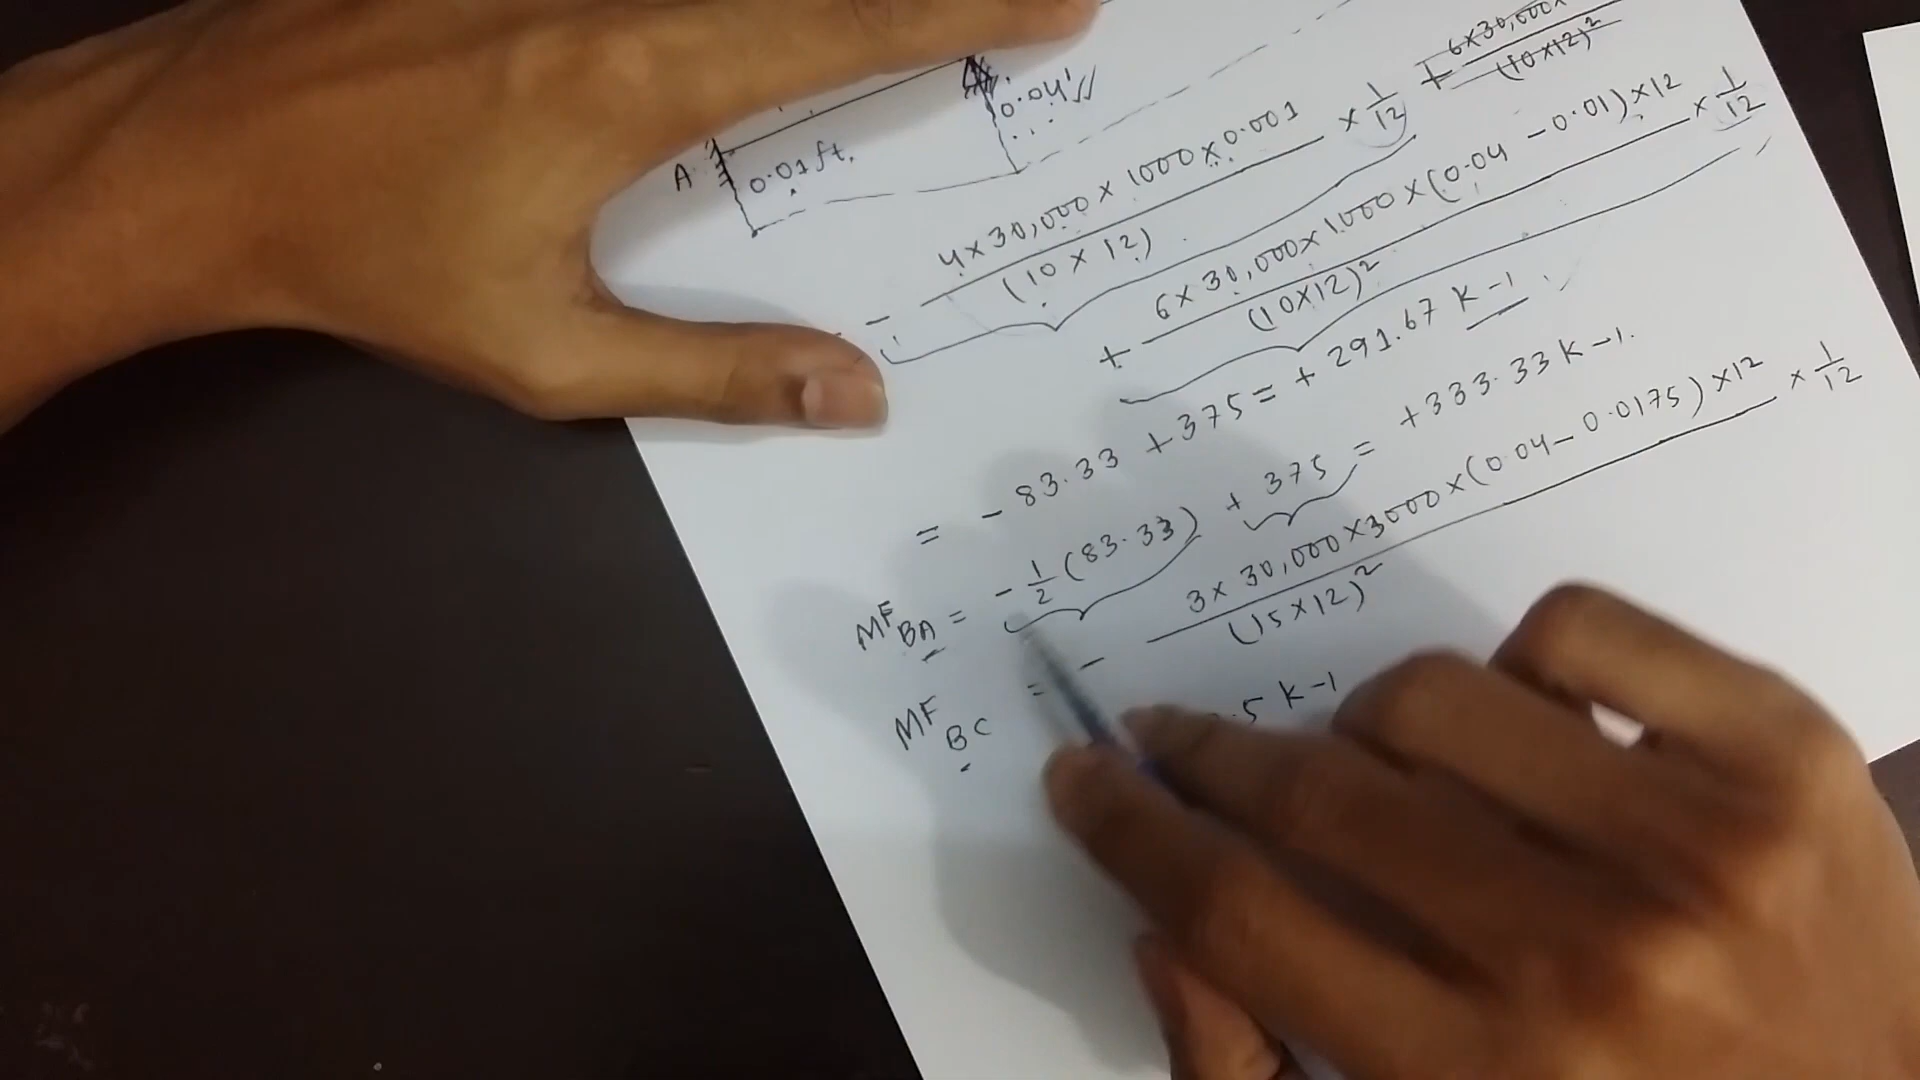 A
0.01 ft.
0.04'
- 4×30,000 × 1000 × 0.001 / (10 × 12) × 1/12 + 6×30,000× / (10×12)²
+ 6× 30,000× 1000 ×(0.04 -0.01)×12 / (10×12)² × 1/12
= - 83.33 +375 = + 291.67 K-1
MF BA = - 1/2 (83.33) + 375 = +333.33 K-1.
MF BC = - 3× 30,000 ×3000 ×(0.04- 0.0175)×12 / (15×12)² × 1/12
.5 K-1